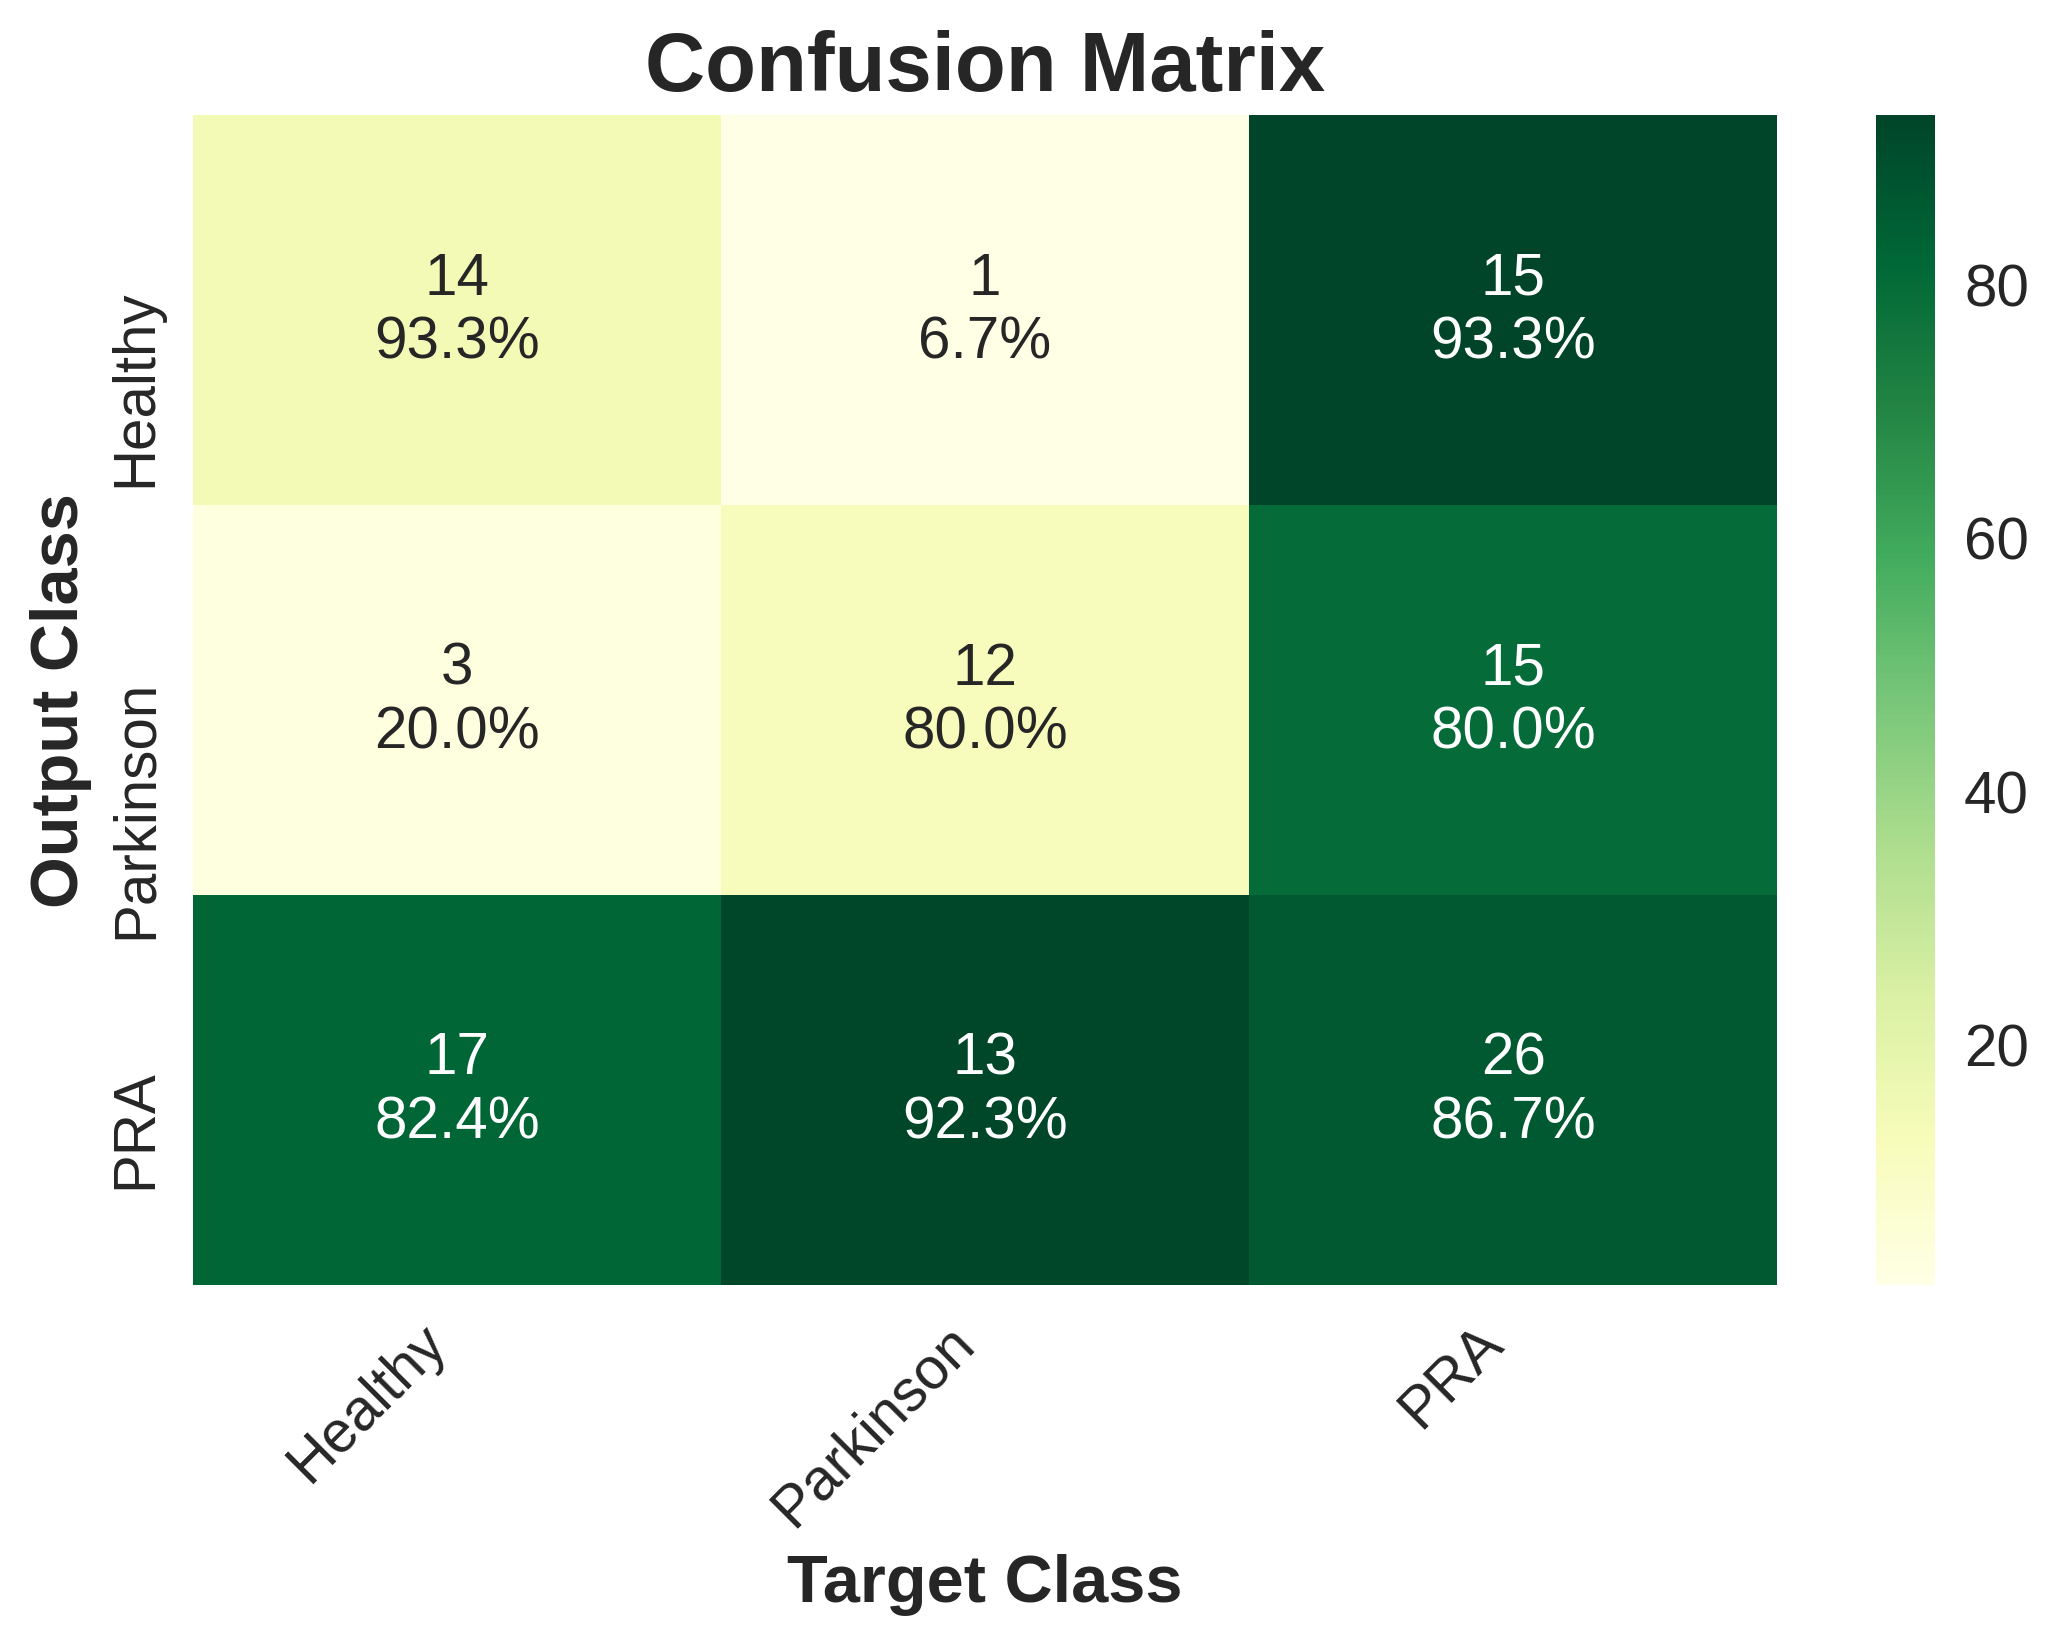 Confusion Matrix
14
93.3%
1
6.7%
15
93.3%
3
20.0%
12
80.0%
15
80.0%
17
82.4%
13
92.3%
26
86.7%
Healthy
Parkinson
PRA
Output Class
Healthy
Parkinson
PRA
Target Class
80
60
40
20